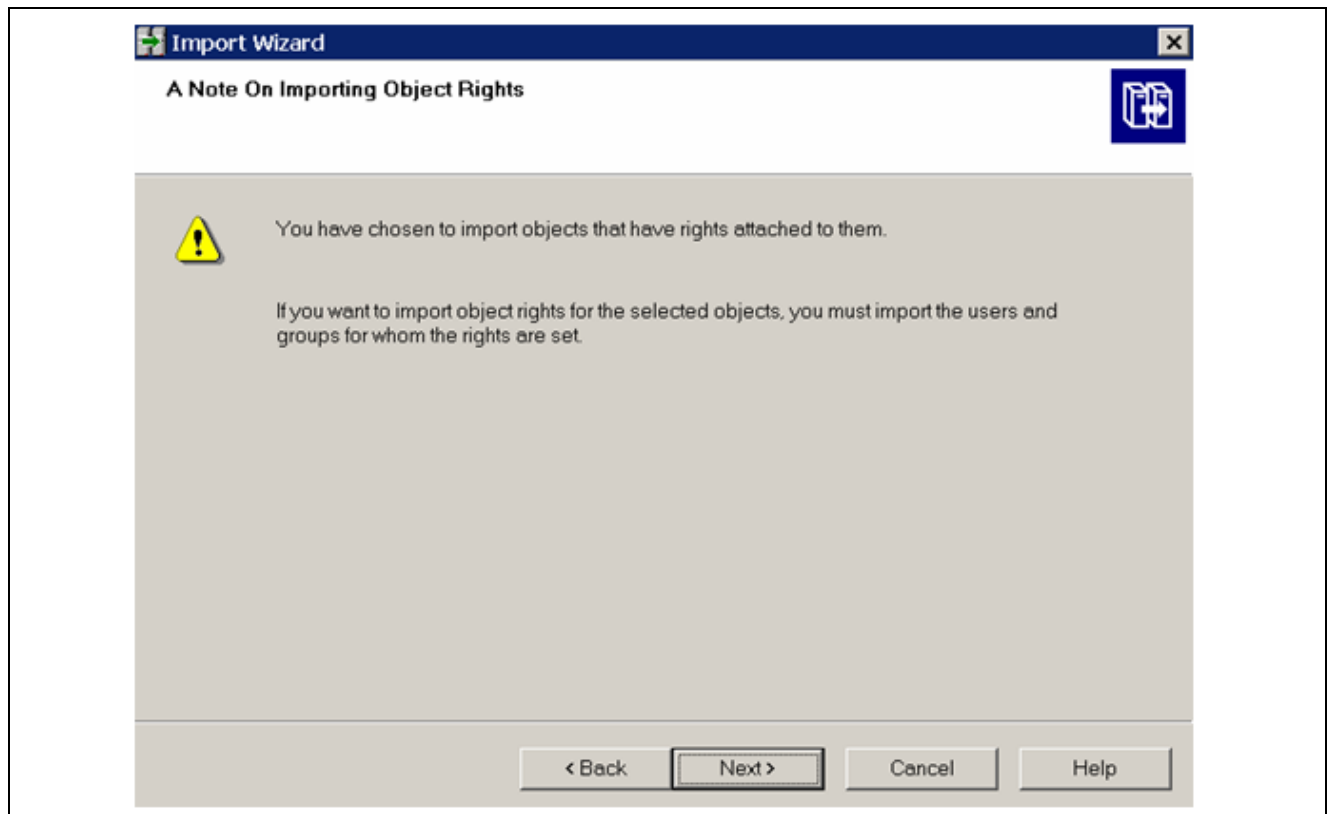 Import Wizard
A Note On Importing Object Rights
You have chosen to import objects that have rights attached to them.
If you want to import object rights for the selected objects, you must import the users and
groups for whom the rights are set.
< Back Next > Cancel Help